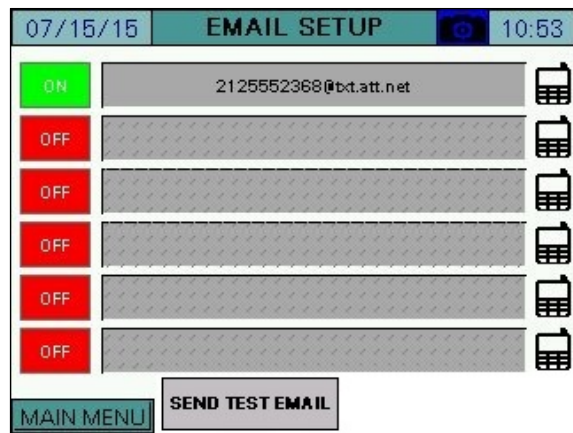 07/15/15 EMAIL SETUP 10:53
ON 2125552368@txt.att.net
OFF
OFF
OFF
OFF
OFF
MAIN MENU SEND TEST EMAIL